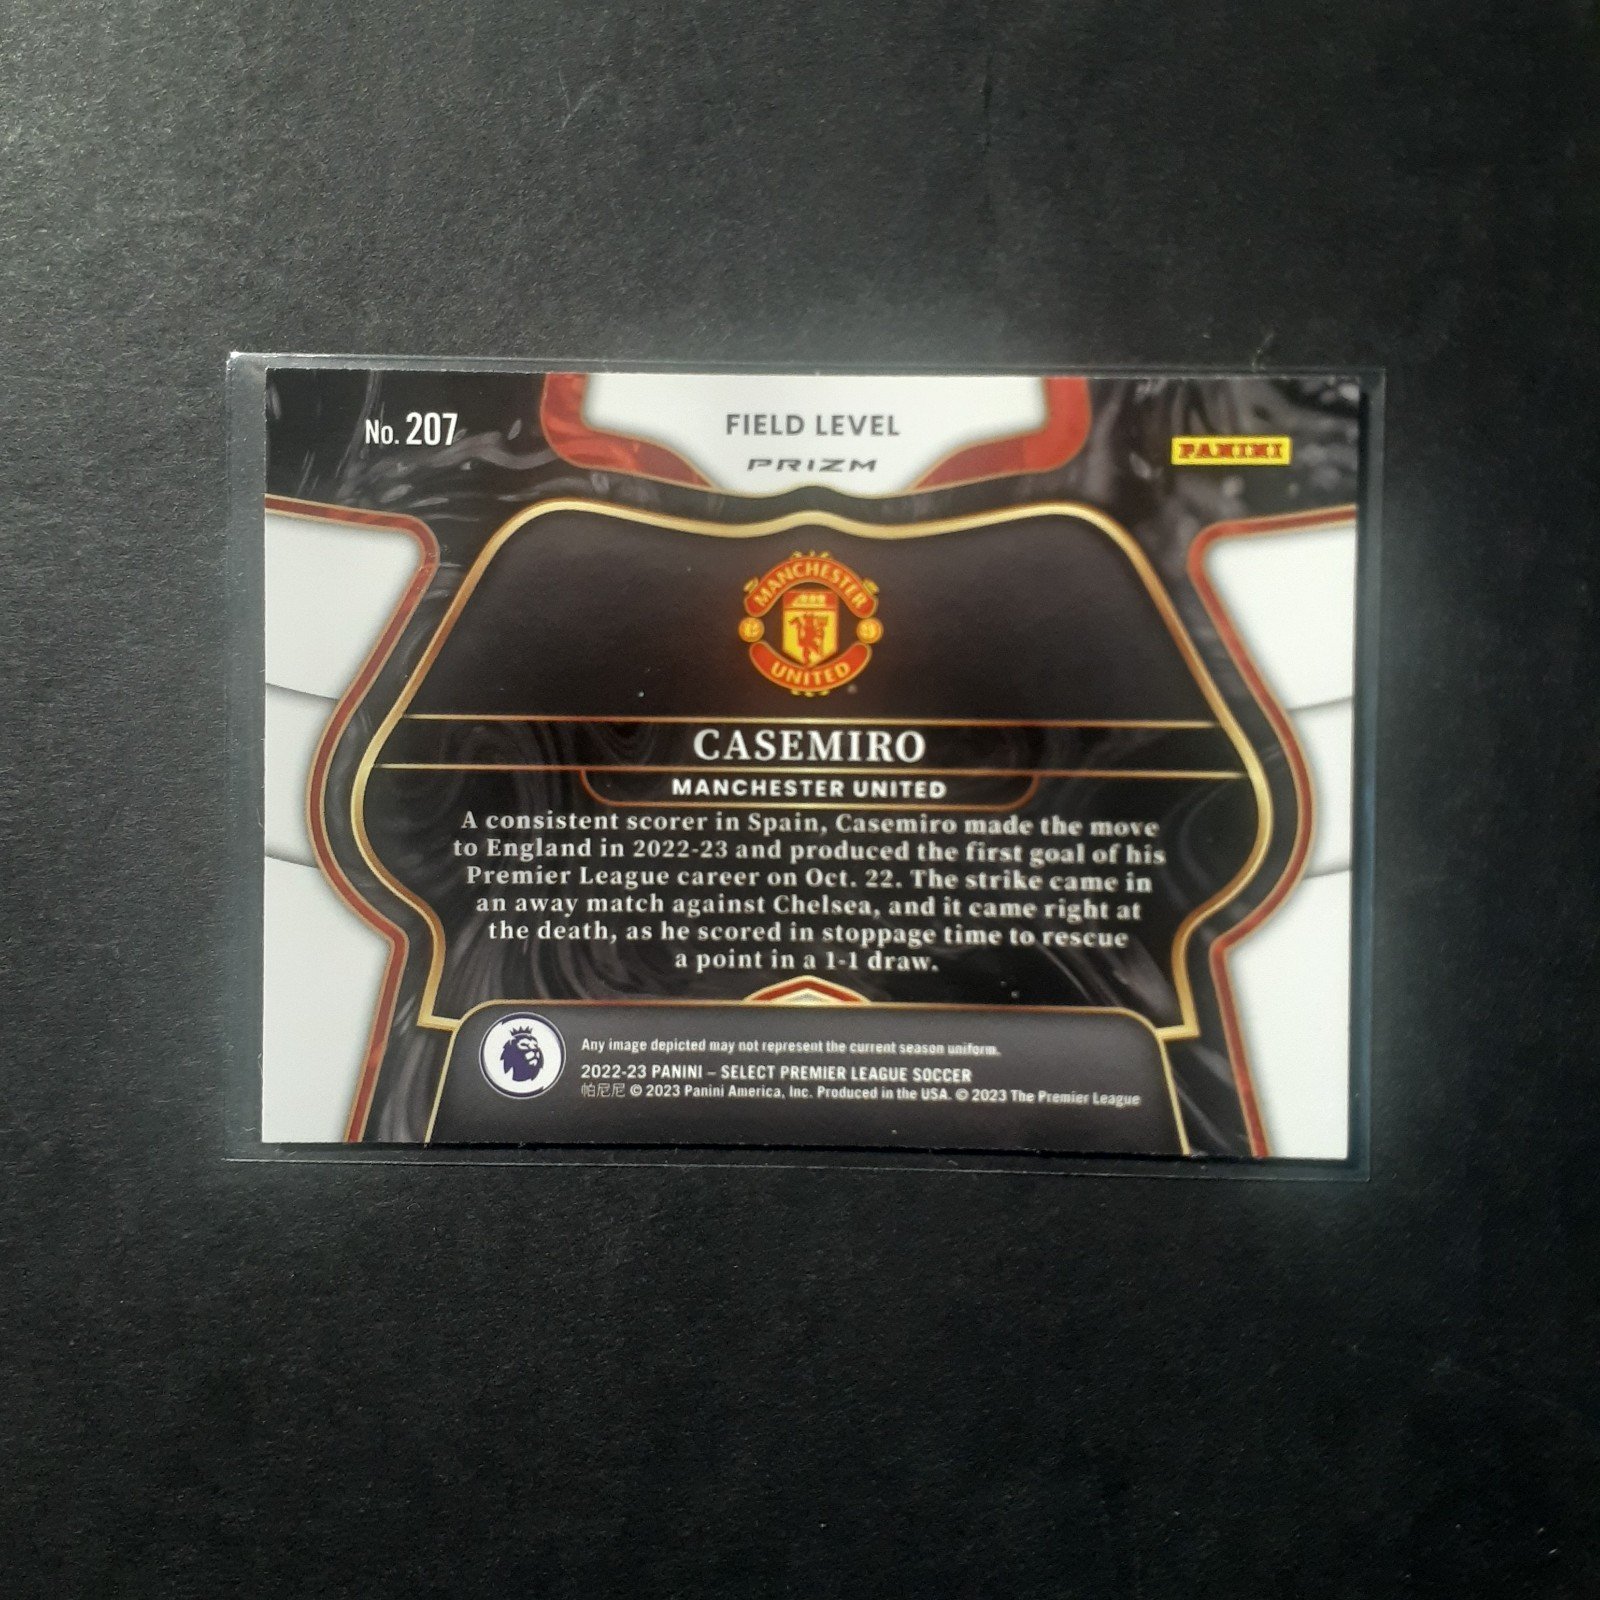 No. 207
FIELD LEVEL
PRIZM
PANINI
MANCHESTER
UNITED
CASEMIRO
MANCHESTER UNITED
A consistent scorer in Spain, Casemiro made the move
to England in 2022-23 and produced the first goal of his
Premier League career on Oct. 22. The strike came in
an away match against Chelsea, and it came right at
the death, as he scored in stoppage time to rescue
a point in a 1-1 draw.
Any image depicted may not represent the current season uniform.
2022-23 PANINI – SELECT PREMIER LEAGUE SOCCER
帕尼尼 © 2023 Panini America, Inc. Produced in the USA. © 2023 The Premier League